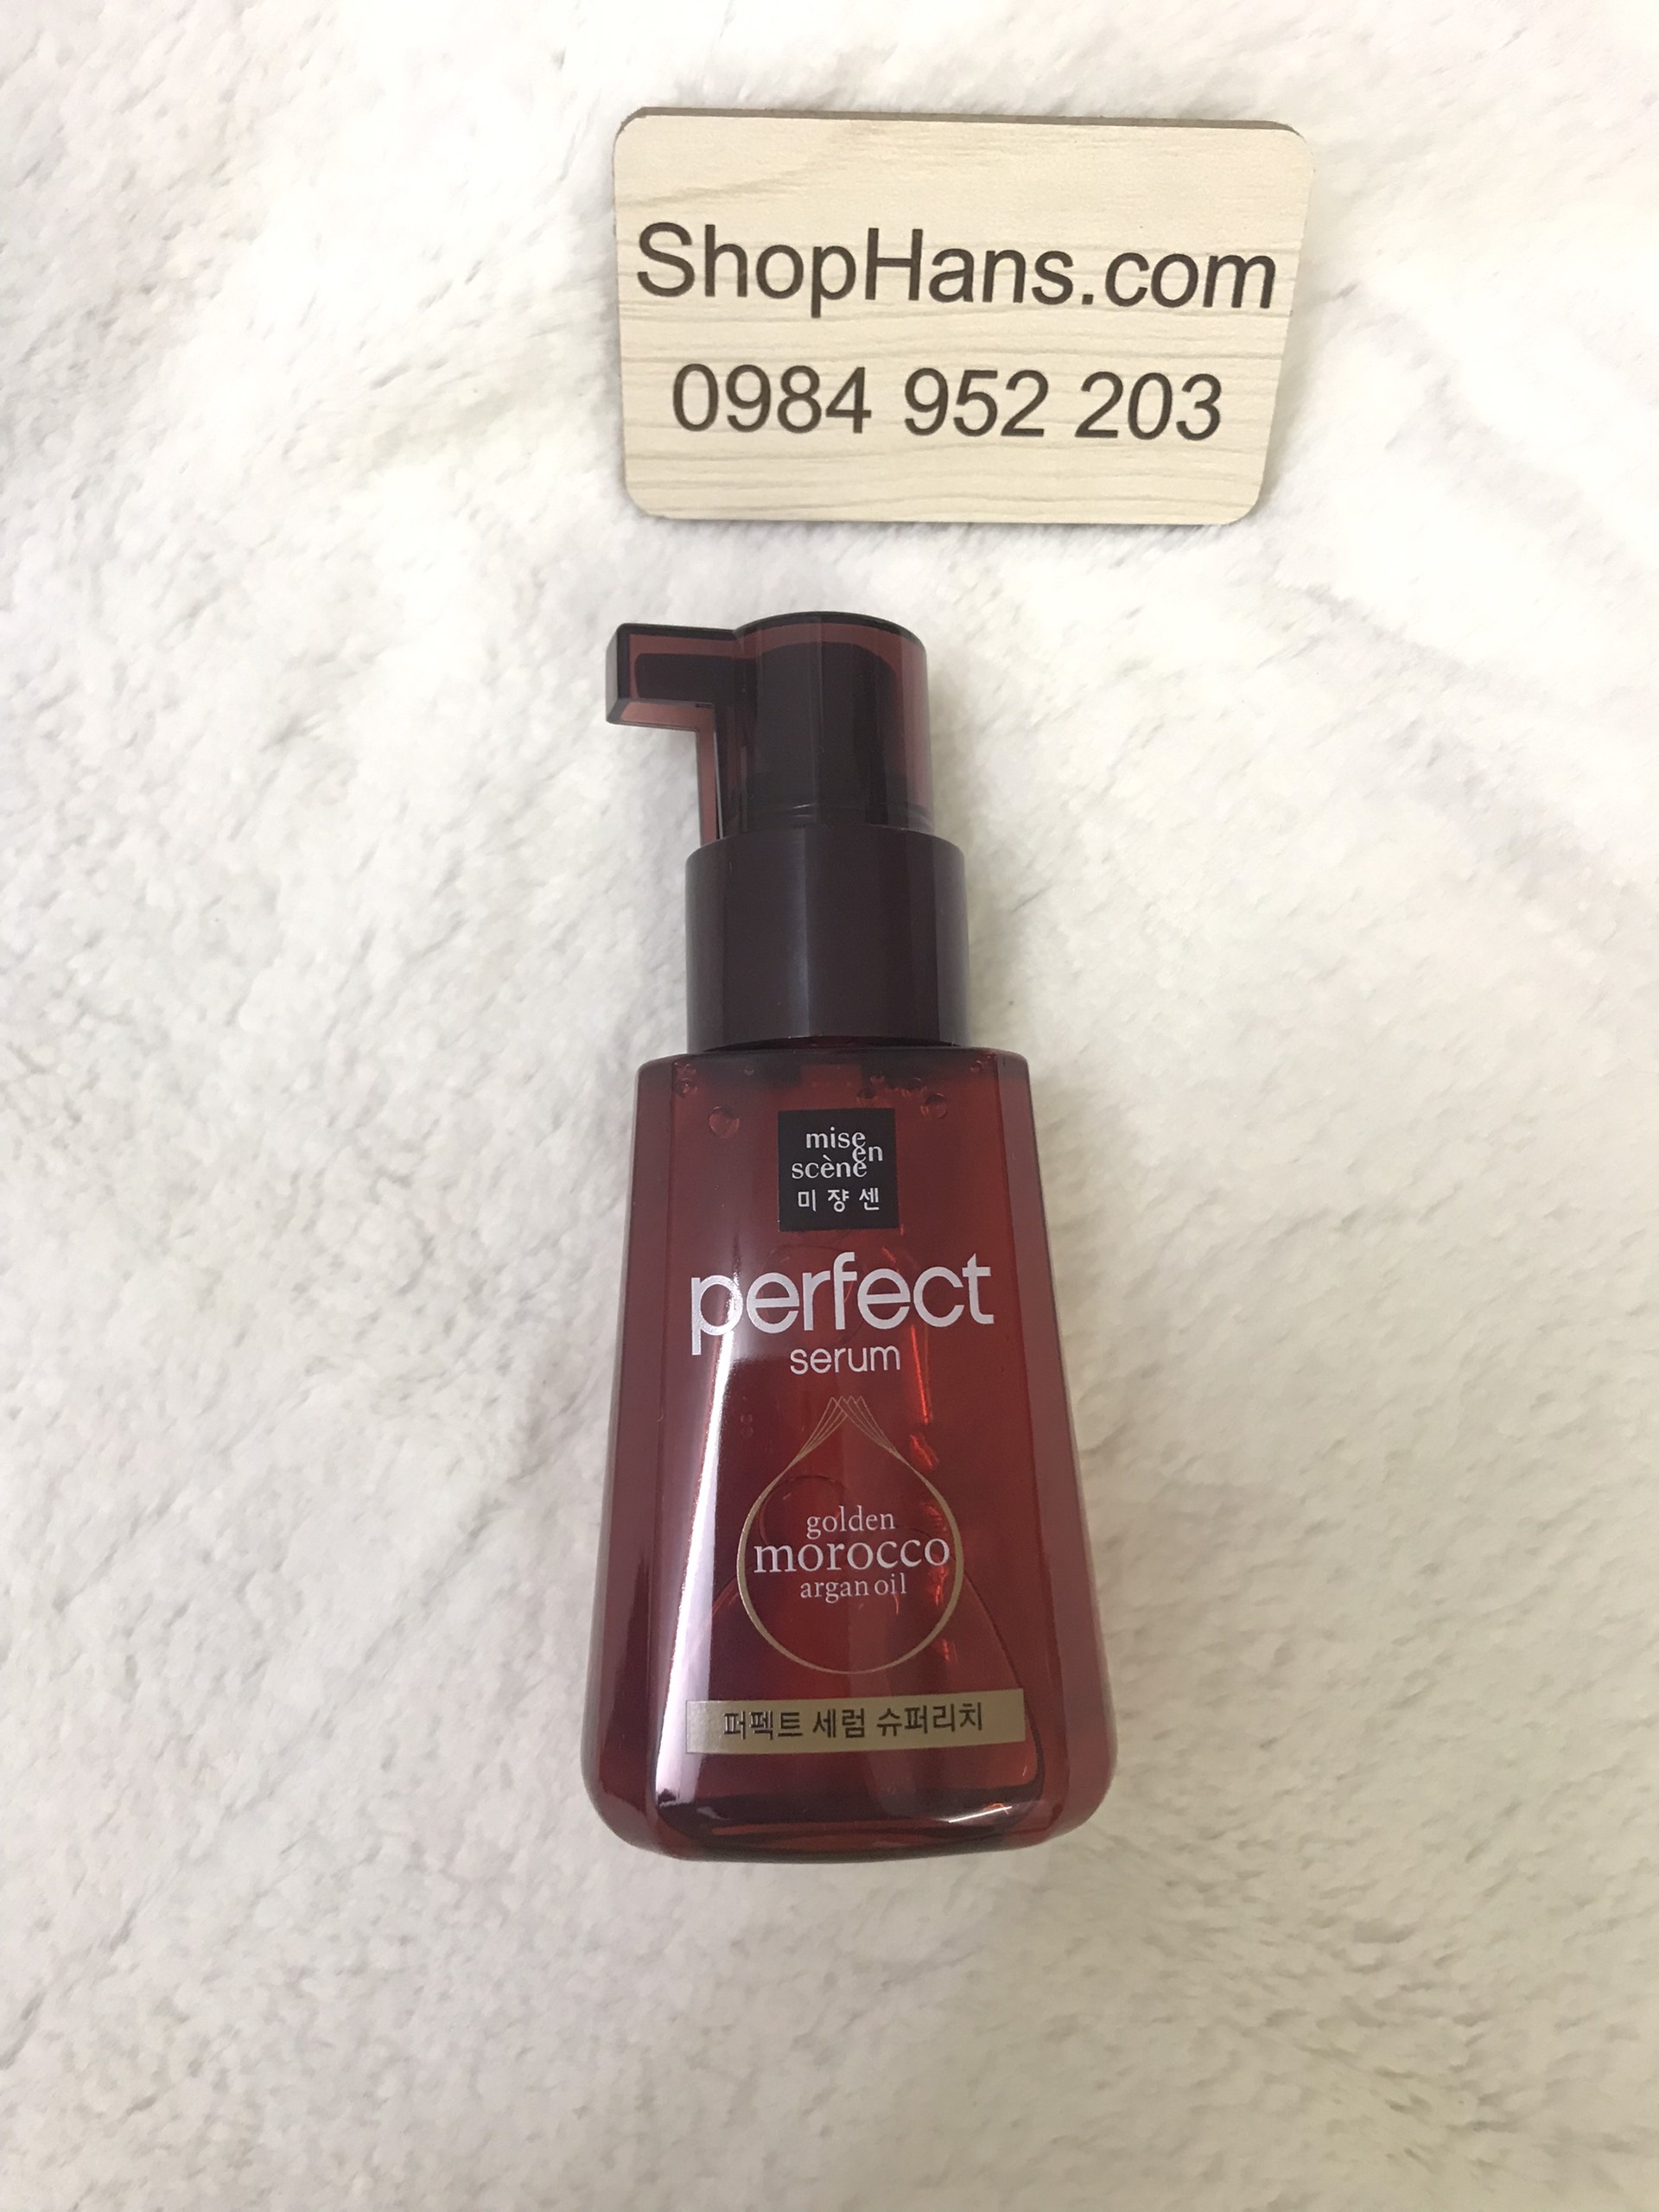 ShopHans.com
0984 952 203
mise
en
scène
미쟝센
perfect
serum
golden
morocco
argan oil
퍼펙트 세럼 슈퍼리치